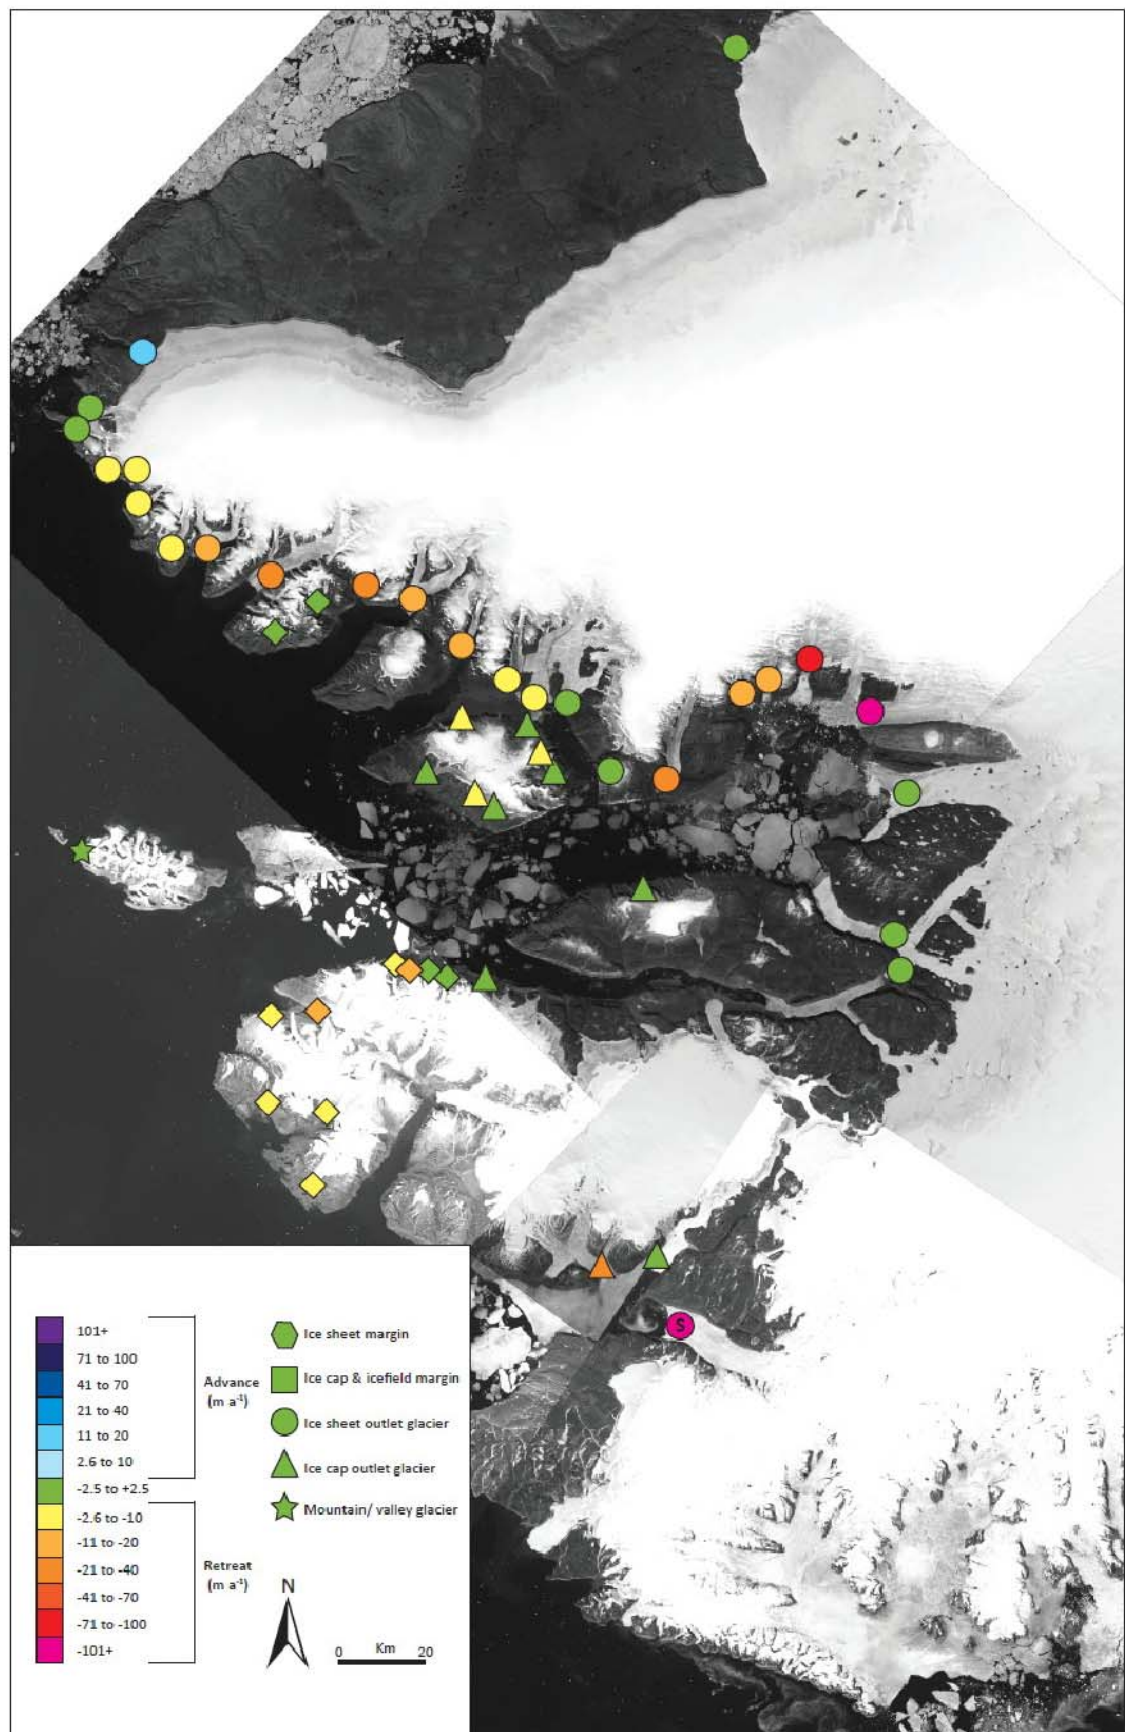 S
101+
71 to 100
41 to 70
21 to 40
11 to 20
2.6 to 10
-2.5 to +2.5
-2.6 to -10
-11 to -20
-21 to -40
-41 to -70
-71 to -100
-101+
Advance
(m a⁻¹)
Retreat
(m a⁻¹)
Ice sheet margin
Ice cap & icefield margin
Ice sheet outlet glacier
Ice cap outlet glacier
Mountain/ valley glacier
N
0 Km 20